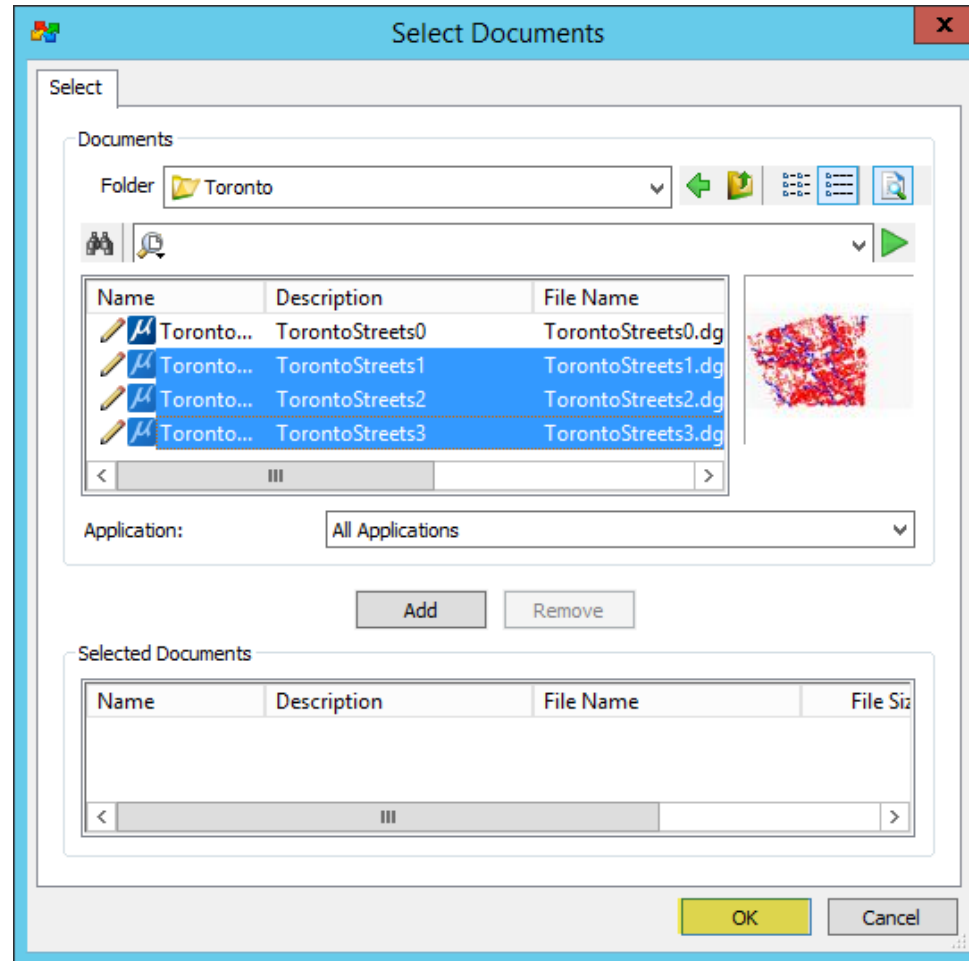 Select Documents
x
Select
Documents
Folder Toronto
Name Description File Name
Toronto... TorontoStreets0 TorontoStreets0.dg
Toronto... TorontoStreets1 TorontoStreets1.dg
Toronto... TorontoStreets2 TorontoStreets2.dg
Toronto... TorontoStreets3 TorontoStreets3.dg
Application: All Applications
Add Remove
Selected Documents
Name Description File Name File Siz
OK Cancel